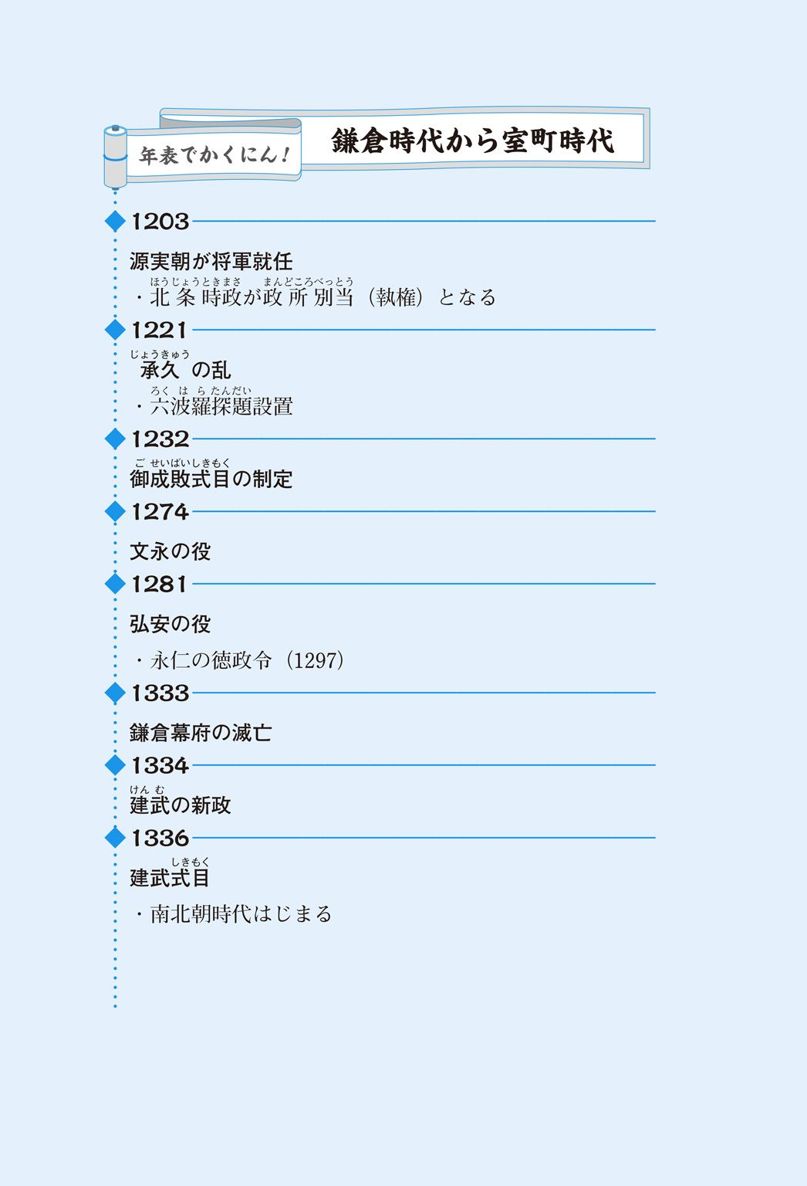 年表でかくにん！
鎌倉時代から室町時代
1203
源実朝が将軍就任
ほうじょうときまさ まんどころべっとう
・北条時政が政所別当（執権）となる
1221
じょうきゅう
承久の乱
ろくはらたんだい
・六波羅探題設置
1232
ごせいばいしきもく
御成敗式目の制定
1274
文永の役
1281
弘安の役
・永仁の徳政令（1297）
1333
鎌倉幕府の滅亡
1334
けんむ
建武の新政
1336
しきもく
建武式目
・南北朝時代はじまる